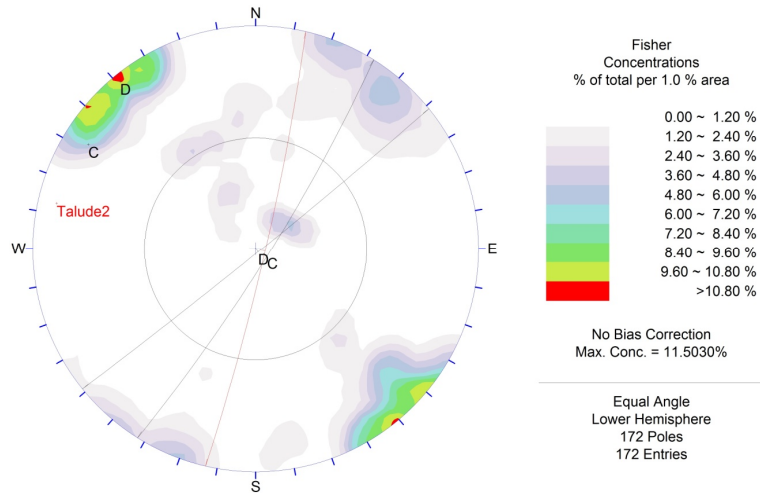 N
D
C
Talude2
W
E
D
C
S
Fisher
Concentrations
% of total per 1.0 % area
0.00 ~ 1.20 %
1.20 ~ 2.40 %
2.40 ~ 3.60 %
3.60 ~ 4.80 %
4.80 ~ 6.00 %
6.00 ~ 7.20 %
7.20 ~ 8.40 %
8.40 ~ 9.60 %
9.60 ~ 10.80 %
>10.80 %
No Bias Correction
Max. Conc. = 11.5030%
Equal Angle
Lower Hemisphere
172 Poles
172 Entries